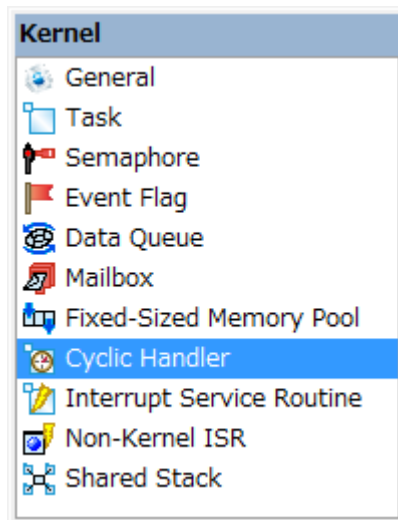 Kernel
General
Task
Semaphore
Event Flag
Data Queue
Mailbox
Fixed-Sized Memory Pool
Cyclic Handler
Interrupt Service Routine
Non-Kernel ISR
Shared Stack